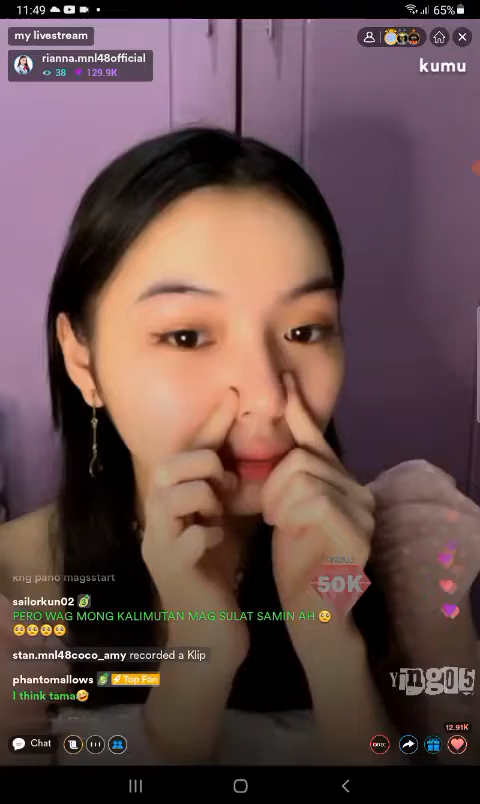 11:49
65%
my livestream
rianna.mnl48official
38 129.9K
kumu
kng pano magsstart
50K
sailorkun02
PERO WAG MONG KALIMUTAN MAG SULAT SAMIN AH
stan.mnl48coco_amy recorded a Klip
Ying05
phantomallows Top Fan
I think tama
12.91K
Chat